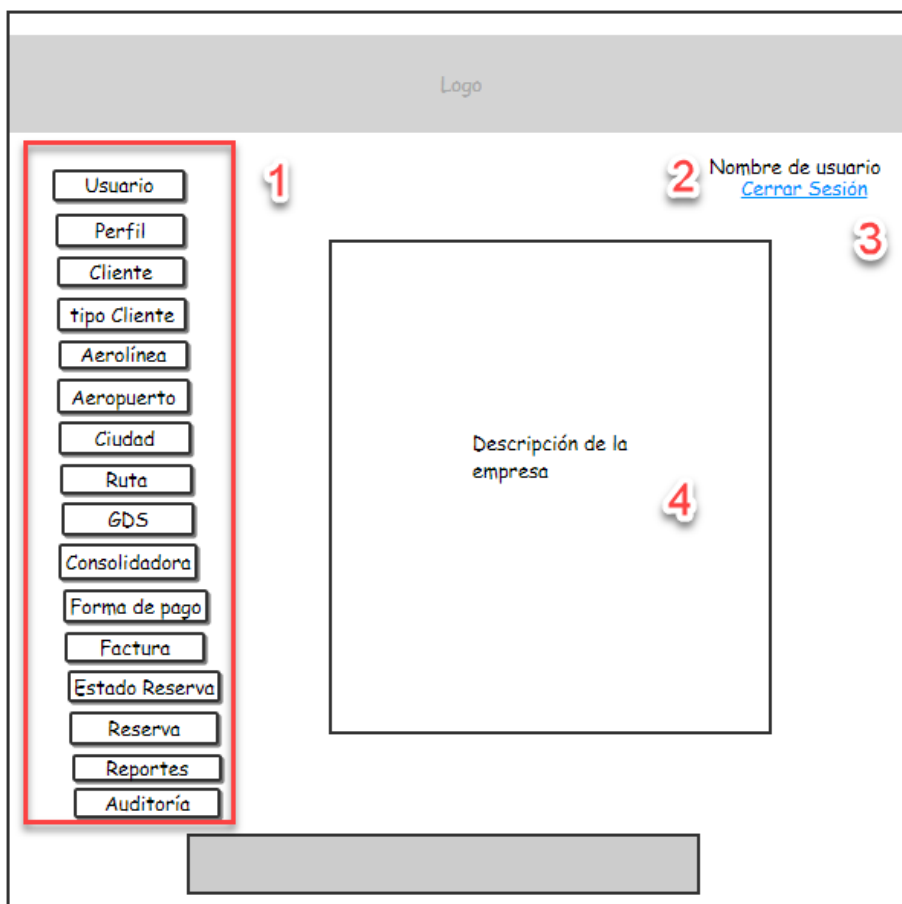 Logo
1
Usuario
Perfil
Cliente
tipo Cliente
Aerolínea
Aeropuerto
Ciudad
Ruta
GDS
Consolidadora
Forma de pago
Factura
Estado Reserva
Reserva
Reportes
Auditoría
2
Nombre de usuario
Cerrar Sesión
3
Descripción de la
empresa
4